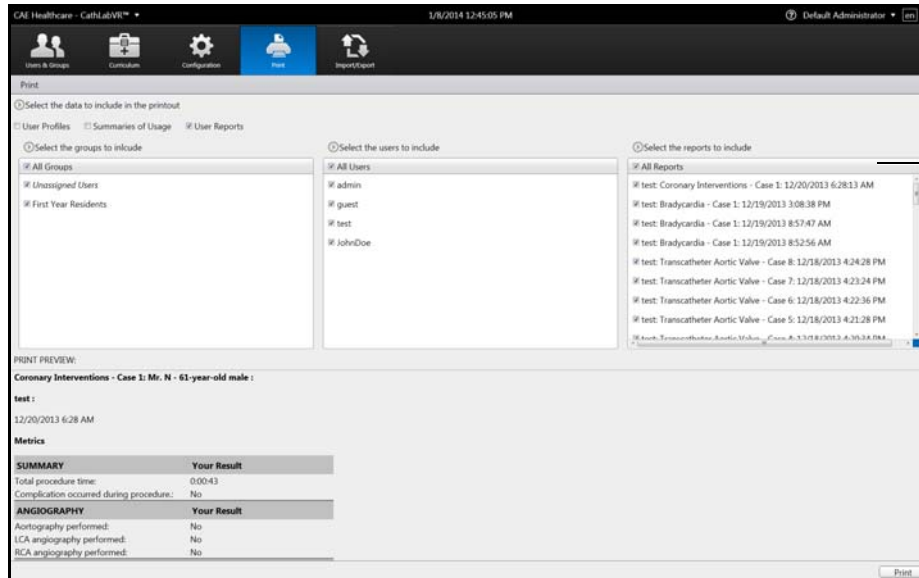 CAE Healthcare - CathLabVR™
1/8/2014 12:45:05 PM
Default Administrator
en
Users & Groups
Curriculum
Configuration
Print
Import/Export
Print
Select the data to include in the printout
User Profiles
Summaries of Usage
User Reports
Select the groups to inlcude
Select the users to include
Select the reports to include
All Groups
Unassigned Users
First Year Residents
All Users
admin
guest
test
JohnDoe
All Reports
test: Coronary Interventions - Case 1: 12/20/2013 6:28:13 AM
test: Bradycardia - Case 1: 12/19/2013 3:08:38 PM
test: Bradycardia - Case 1: 12/19/2013 8:57:47 AM
test: Bradycardia - Case 1: 12/19/2013 8:52:56 AM
test: Transcatheter Aortic Valve - Case 8: 12/18/2013 4:24:28 PM
test: Transcatheter Aortic Valve - Case 7: 12/18/2013 4:23:24 PM
test: Transcatheter Aortic Valve - Case 6: 12/18/2013 4:22:36 PM
test: Transcatheter Aortic Valve - Case 5: 12/18/2013 4:21:28 PM
test: Transcatheter Aortic Valve - Case 4: 12/18/2013 PM
PRINT PREVIEW:
Coronary Interventions - Case 1: Mr. N - 61-year-old male :
test :
12/20/2013 6:28 AM
Metrics
SUMMARY Your Result
Total procedure time: 0:00:43
Complication occurred during procedure.: No
ANGIOGRAPHY Your Result
Aortography performed: No
LCA angiography performed: No
RCA angiography performed: No
Print